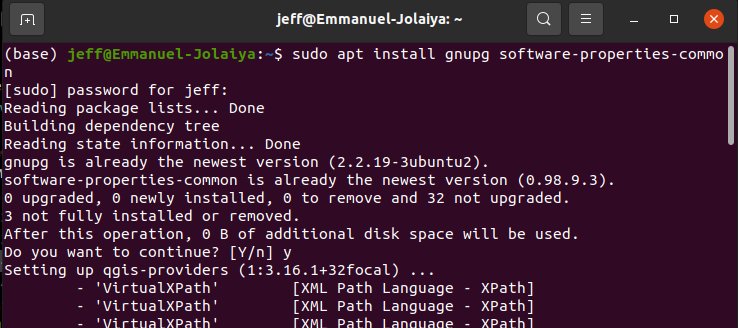 jeff@Emmanuel-Jolaiya: ~
(base) jeff@Emmanuel-Jolaiya:~$ sudo apt install gnupg software-properties-commo
n
[sudo] password for jeff:
Reading package lists... Done
Building dependency tree
Reading state information... Done
gnupg is already the newest version (2.2.19-3ubuntu2).
software-properties-common is already the newest version (0.98.9.3).
0 upgraded, 0 newly installed, 0 to remove and 32 not upgraded.
3 not fully installed or removed.
After this operation, 0 B of additional disk space will be used.
Do you want to continue? [Y/n] y
Setting up qgis-providers (1:3.16.1+32focal) ...
        - 'VirtualXPath'        [XML Path Language - XPath]
        - 'VirtualXPath'        [XML Path Language - XPath]
        - 'VirtualXPath'        [XML Path Language - XPath]